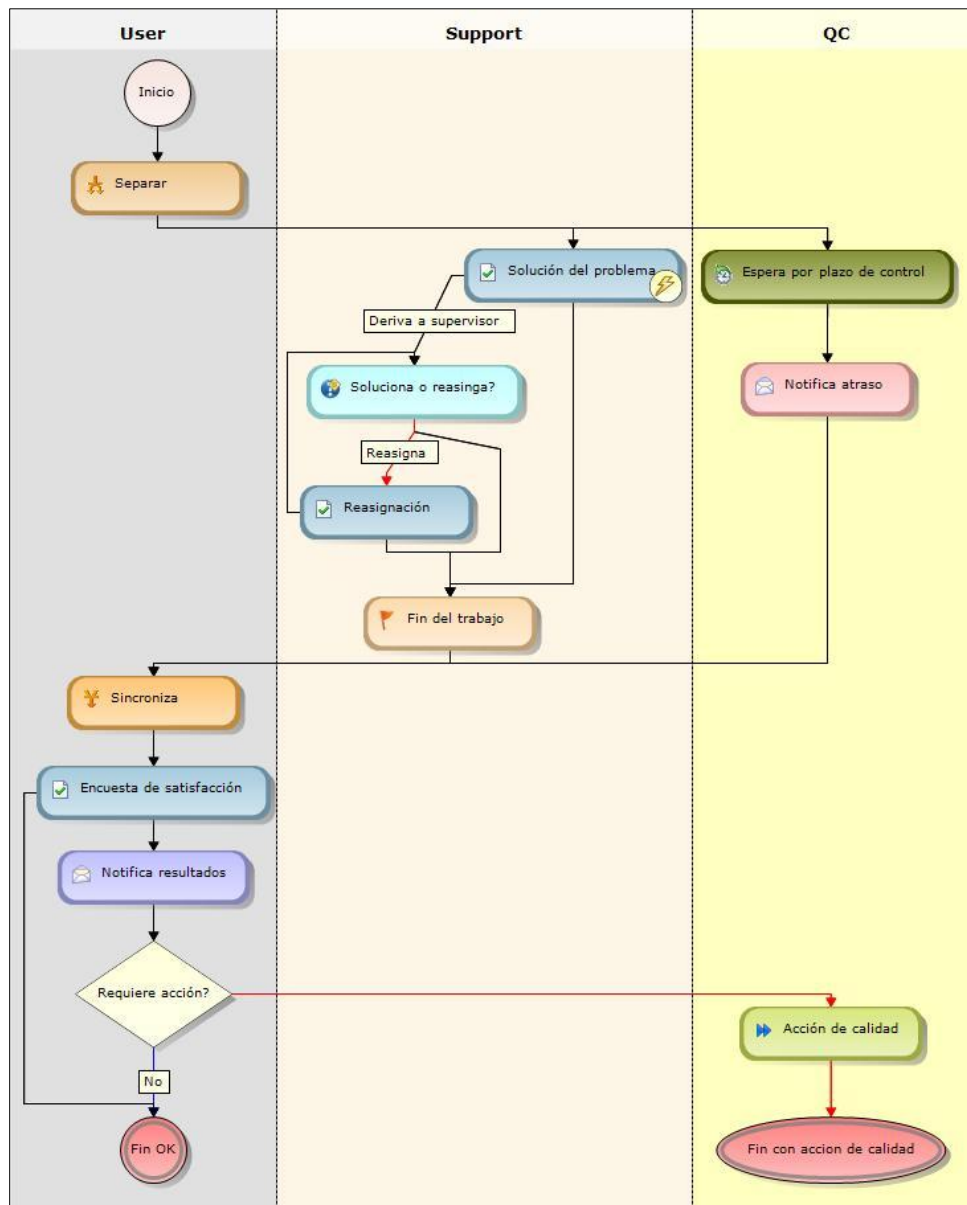 User
Support
QC
Inicio
Separar
Solución del problema
Espera por plazo de control
Deriva a supervisor
Soluciona o reasinga?
Notifica atraso
Reasigna
Reasignación
Fin del trabajo
Sincroniza
Encuesta de satisfacción
Notifica resultados
Requiere acción?
Acción de calidad
No
Fin OK
Fin con accion de calidad